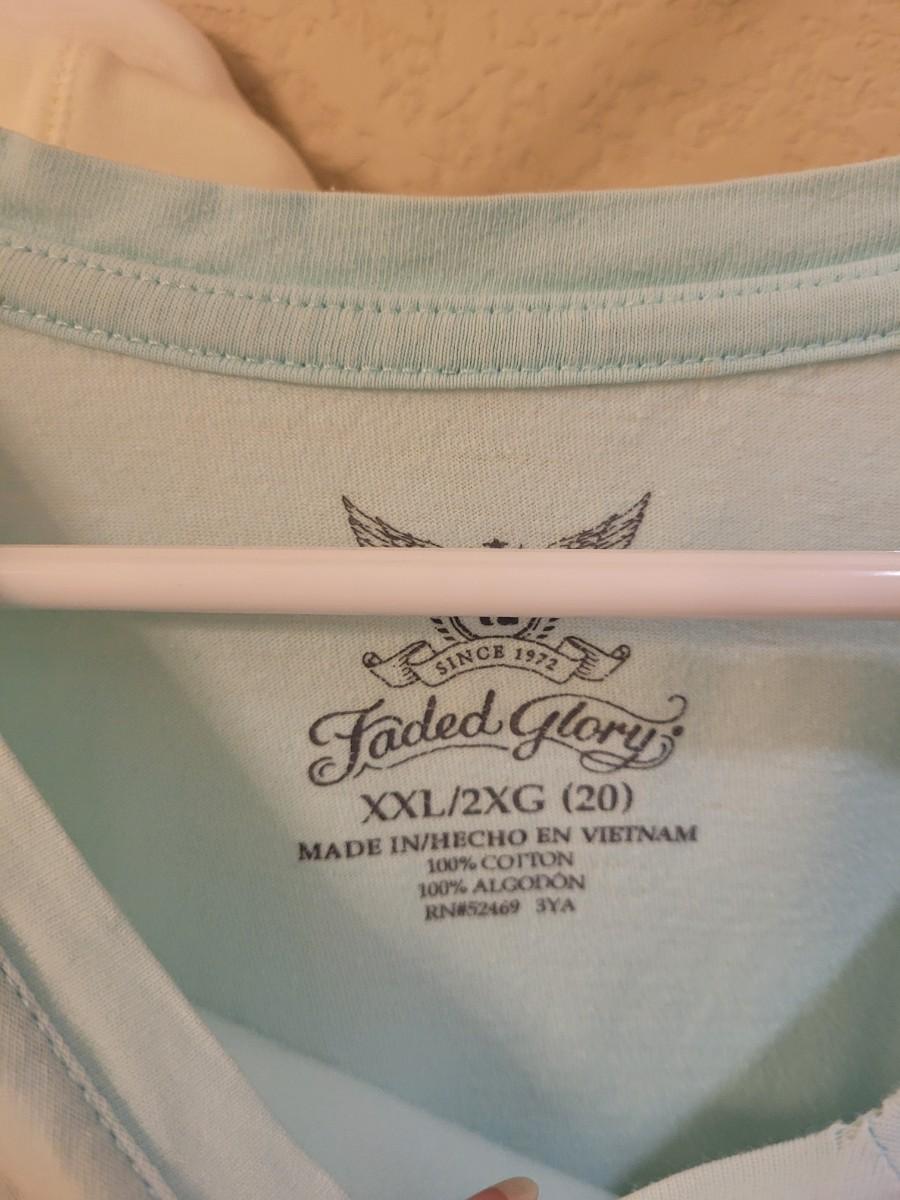 SINCE 1972
Faded Glory
XXL/2XG (20)
MADE IN/HECHO EN VIETNAM
100% COTTON
100% ALGODÓN
RN#52469 3YA